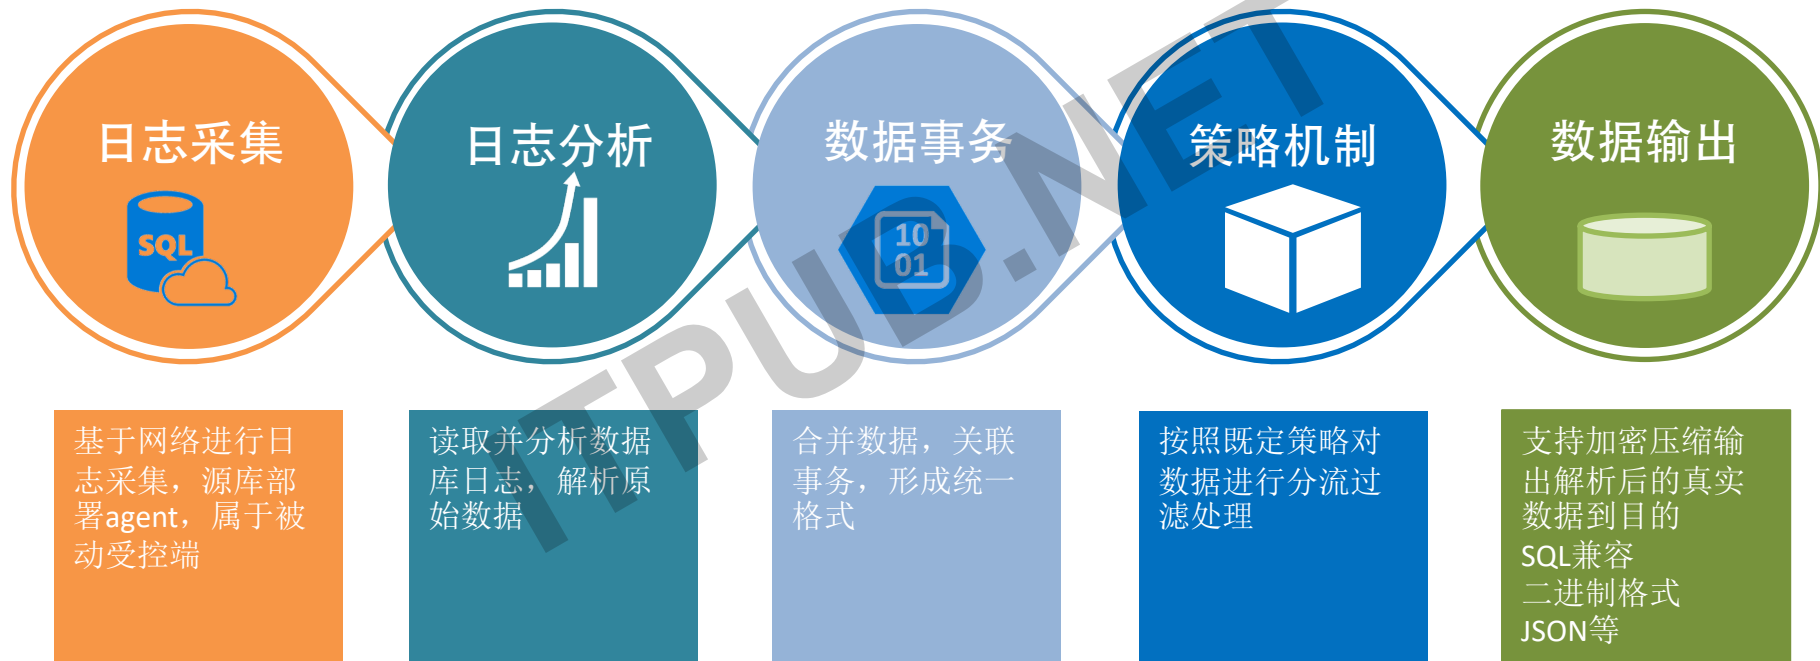 日志采集
SQL
日志分析
数据事务
10
01
策略机制
数据输出
基于网络进行日
志采集，源库部
署agent，属于被
动受控端
读取并分析数据
库日志，解析原
始数据
合并数据，关联
事务，形成统一
格式
按照既定策略对
数据进行分流过
滤处理
支持加密压缩输
出解析后的真实
数据到目的
SQL兼容
二进制格式
JSON等
ITPUB.NET